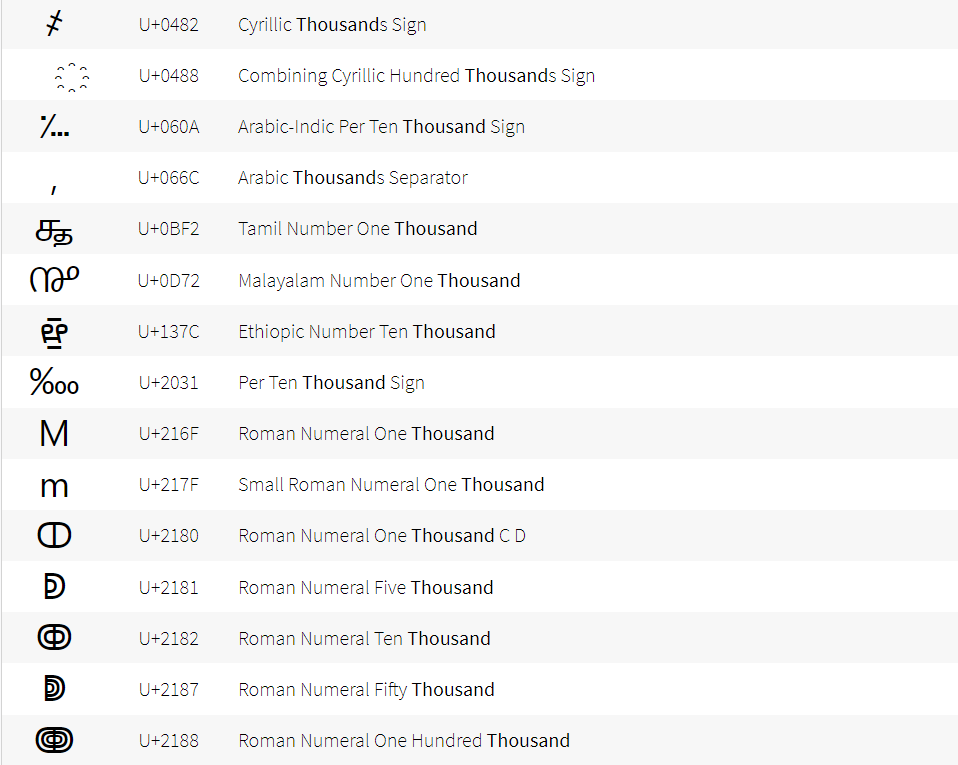 ҂ U+0482 Cyrillic Thousands Sign
҈ U+0488 Combining Cyrillic Hundred Thousands Sign
؊ U+060A Arabic-Indic Per Ten Thousand Sign
٬ U+066C Arabic Thousands Separator
௲ U+0BF2 Tamil Number One Thousand
൲ U+0D72 Malayalam Number One Thousand
፼ U+137C Ethiopic Number Ten Thousand
‱ U+2031 Per Ten Thousand Sign
Ⅿ U+216F Roman Numeral One Thousand
ⅿ U+217F Small Roman Numeral One Thousand
ↀ U+2180 Roman Numeral One Thousand C D
ↁ U+2181 Roman Numeral Five Thousand
ↂ U+2182 Roman Numeral Ten Thousand
ↇ U+2187 Roman Numeral Fifty Thousand
ↈ U+2188 Roman Numeral One Hundred Thousand